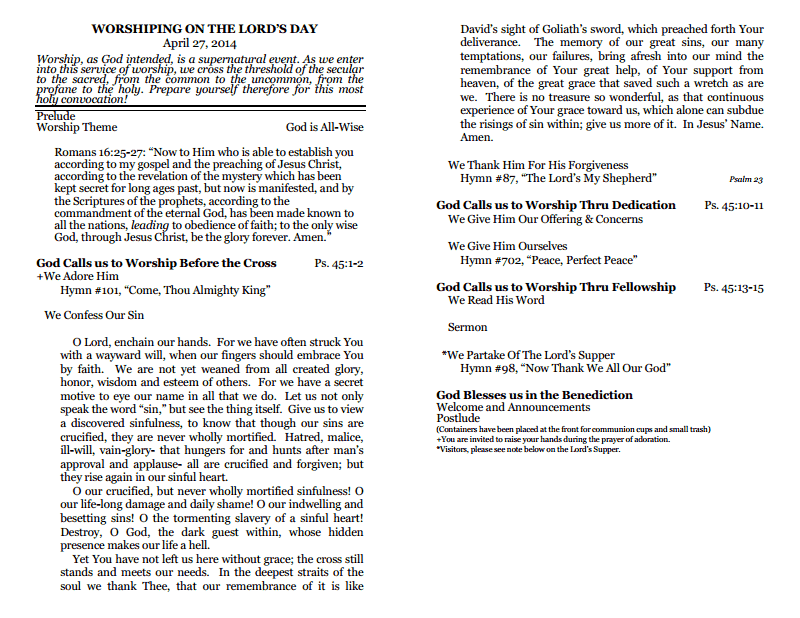 WORSHIPING ON THE LORD'S DAY
April 27, 2014
Worship, as God intended, is a supernatural event. As we enter
into this service of worship, we cross the threshold of the secular
to the sacred, from the common to the uncommon, from the
profane to the holy. Prepare yourself therefore for this most
holy convocation!
Prelude
Worship Theme God is All-Wise
Romans 16:25-27: "Now to Him who is able to establish you
according to my gospel and the preaching of Jesus Christ,
according to the revelation of the mystery which has been
kept secret for long ages past, but now is manifested, and by
the Scriptures of the prophets, according to the
commandment of the eternal God, has been made known to
all the nations, leading to obedience of faith; to the only wise
God, through Jesus Christ, be the glory forever. Amen."
God Calls us to Worship Before the Cross Ps. 45:1-2
+We Adore Him
Hymn #101, "Come, Thou Almighty King"
We Confess Our Sin
O Lord, enchain our hands. For we have often struck You
with a wayward will, when our fingers should embrace You
by faith. We are not yet weaned from all created glory,
honor, wisdom and esteem of others. For we have a secret
motive to eye our name in all that we do. Let us not only
speak the word "sin," but see the thing itself. Give us to view
a discovered sinfulness, to know that though our sins are
crucified, they are never wholly mortified. Hatred, malice,
ill-will, vain-glory- that hungers for and hunts after man's
approval and applause- all are crucified and forgiven; but
they rise again in our sinful heart.
O our crucified, but never wholly mortified sinfulness! O
our life-long damage and daily shame! O our indwelling and
besetting sins! O the tormenting slavery of a sinful heart!
Destroy, O God, the dark guest within, whose hidden
presence makes our life a hell.
Yet You have not left us here without grace; the cross still
stands and meets our needs. In the deepest straits of the
soul we thank Thee, that our remembrance of it is like
David's sight of Goliath's sword, which preached forth Your
deliverance. The memory of our great sins, our many
temptations, our failures, bring afresh into our mind the
remembrance of Your great help, of Your support from
heaven, of the great grace that saved such a wretch as are
we. There is no treasure so wonderful, as that continuous
experience of Your grace toward us, which alone can subdue
the risings of sin within; give us more of it. In Jesus' Name.
Amen.
We Thank Him For His Forgiveness
Hymn #87, "The Lord's My Shepherd" Psalm 23
God Calls us to Worship Thru Dedication Ps. 45:10-11
We Give Him Our Offering & Concerns
We Give Him Ourselves
Hymn #702, "Peace, Perfect Peace"
God Calls us to Worship Thru Fellowship Ps. 45:13-15
We Read His Word
Sermon
*We Partake Of The Lord's Supper
Hymn #98, "Now Thank We All Our God"
God Blesses us in the Benediction
Welcome and Announcements
Postlude
(Containers have been placed at the front for communion cups and small trash)
+You are invited to raise your hands during the prayer of adoration.
*Visitors, please see note below on the Lord's Supper.